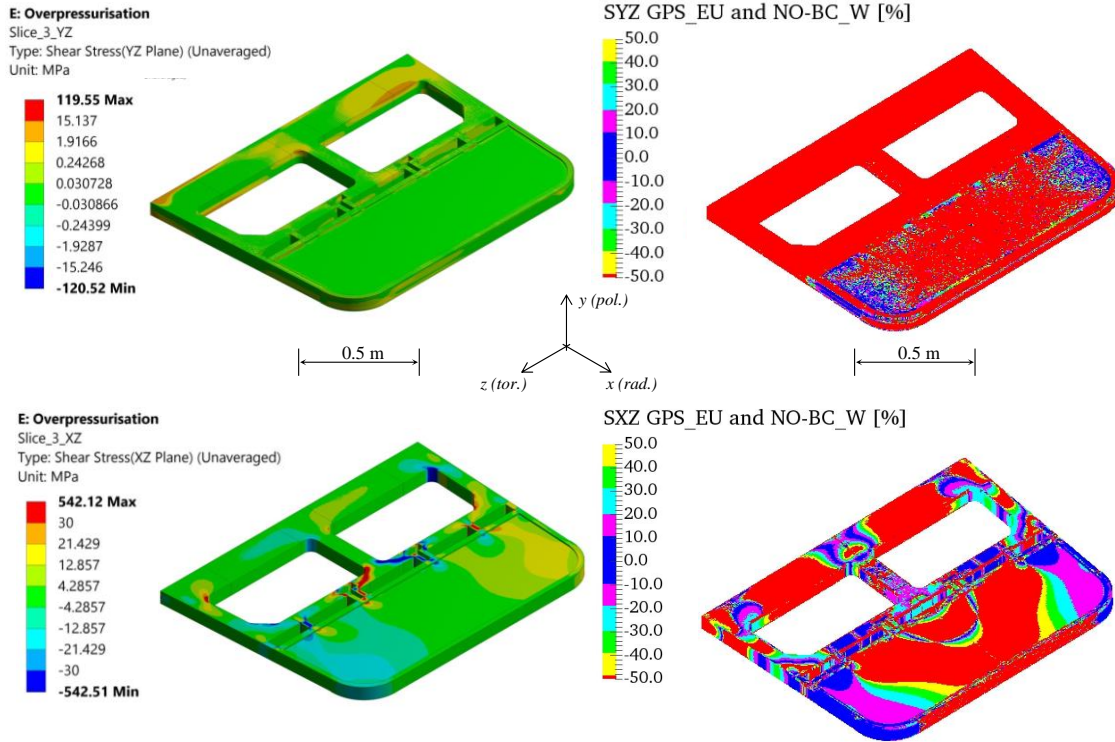 E: Overpressurisation
Slice_3_YZ
Type: Shear Stress(YZ Plane) (Unaveraged)
Unit: MPa
119.55 Max
15.137
1.9166
0.24268
0.030728
-0.030866
-0.24399
-1.9287
-15.246
-120.52 Min
SYZ GPS_EU and NO-BC_W [%]
50.0
40.0
30.0
20.0
10.0
0.0
-10.0
-20.0
-30.0
-40.0
-50.0
y (pol.)
z (tor.)
x (rad.)
0.5 m
0.5 m
E: Overpressurisation
Slice_3_XZ
Type: Shear Stress(XZ Plane) (Unaveraged)
Unit: MPa
542.12 Max
30
21.429
12.857
4.2857
-4.2857
-12.857
-21.429
-30
-542.51 Min
SXZ GPS_EU and NO-BC_W [%]
50.0
40.0
30.0
20.0
10.0
0.0
-10.0
-20.0
-30.0
-40.0
-50.0